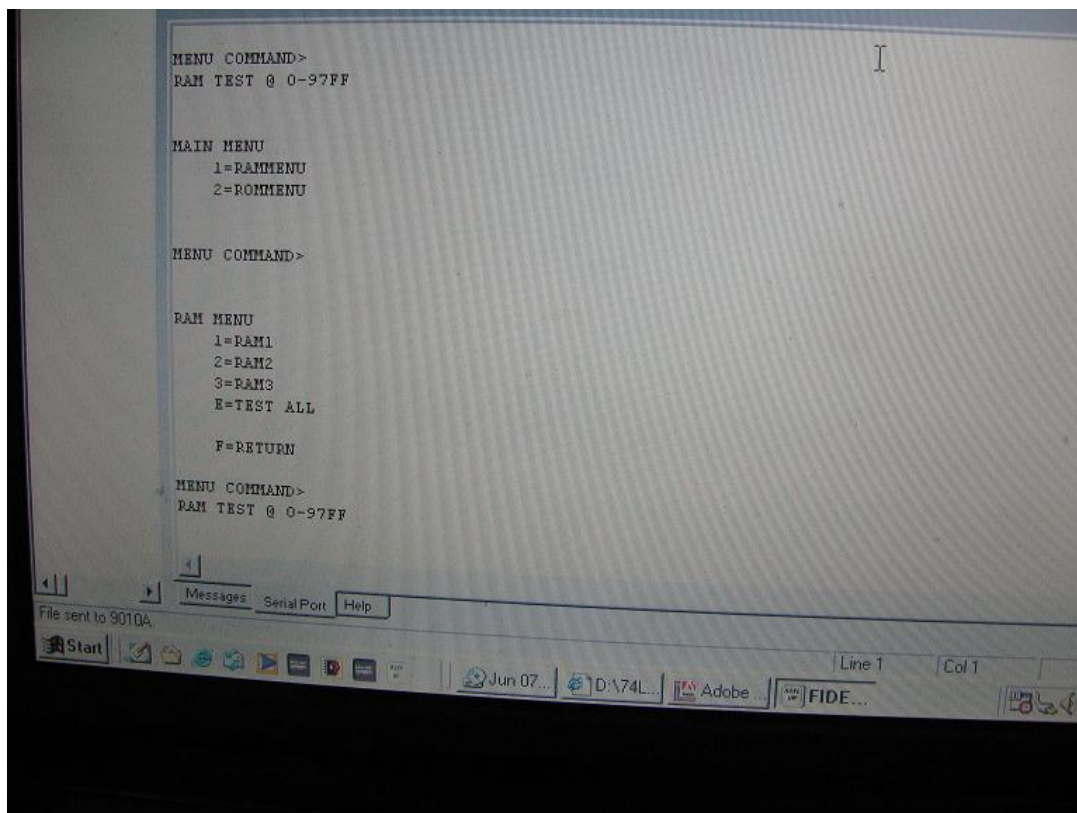 MENU COMMAND>
RAM TEST @ 0-97FF
MAIN MENU
1=RAMMENU
2=ROMMENU
MENU COMMAND>
RAM MENU
1=RAM1
2=RAM2
3=RAM3
E=TEST ALL
F=RETURN
MENU COMMAND>
RAM TEST @ 0-97FF
Messages Serial Port Help
File sent to 9010A.
Line 1 Col 1
Start Jun 07... D:\74L... Adobe ... FIDE...